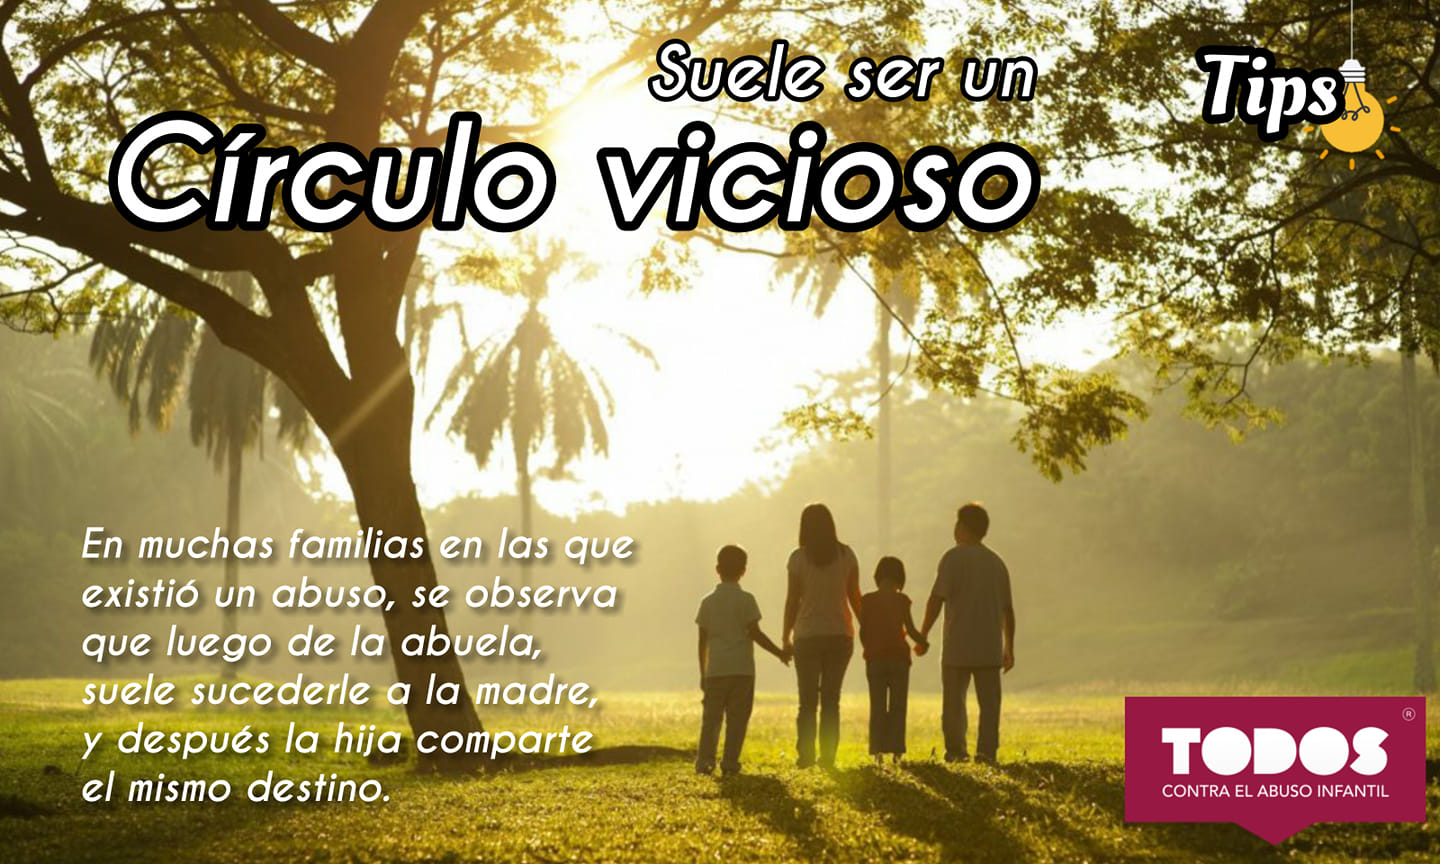 Suele ser un
Círculo vicioso
Tips
En muchas familias en las que
existió un abuso, se observa
que luego de la abuela,
suele sucederle a la madre,
y después la hija comparte
el mismo destino.
TODOS ®
CONTRA EL ABUSO INFANTIL